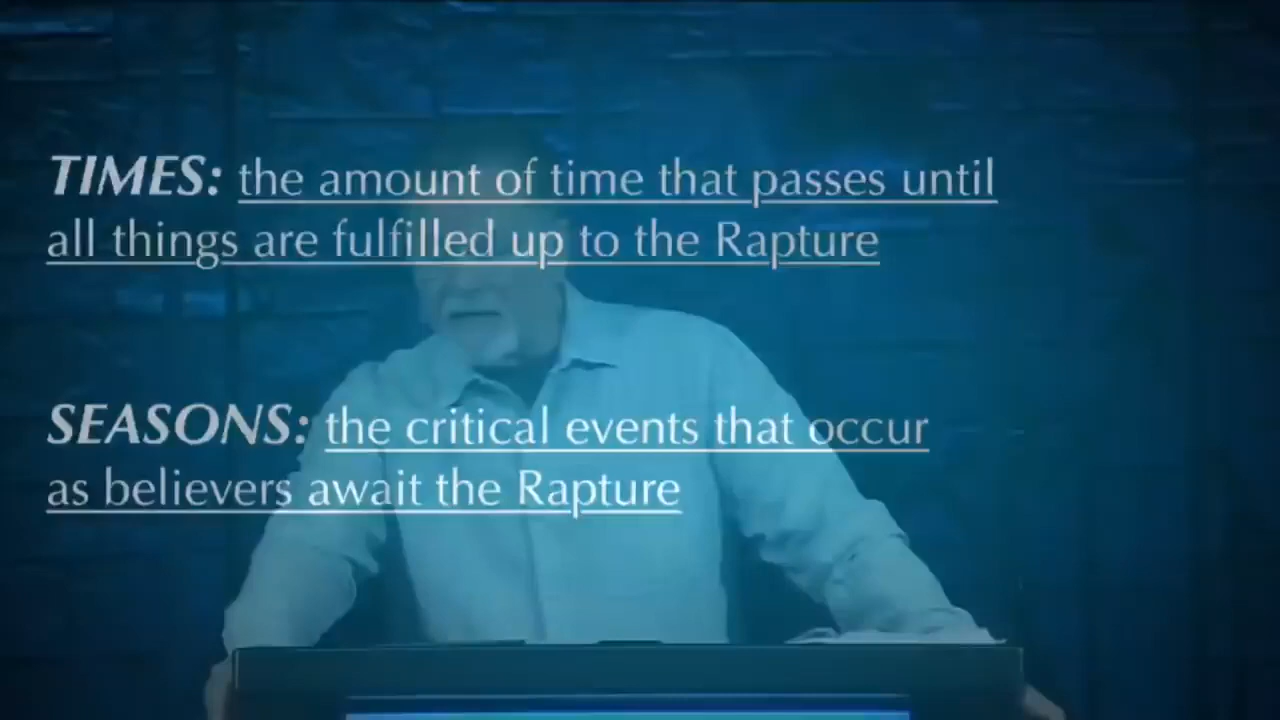 TIMES: the amount of time that passes until
all things are fulfilled up to the Rapture
SEASONS: the critical events that occur
as believers await the Rapture